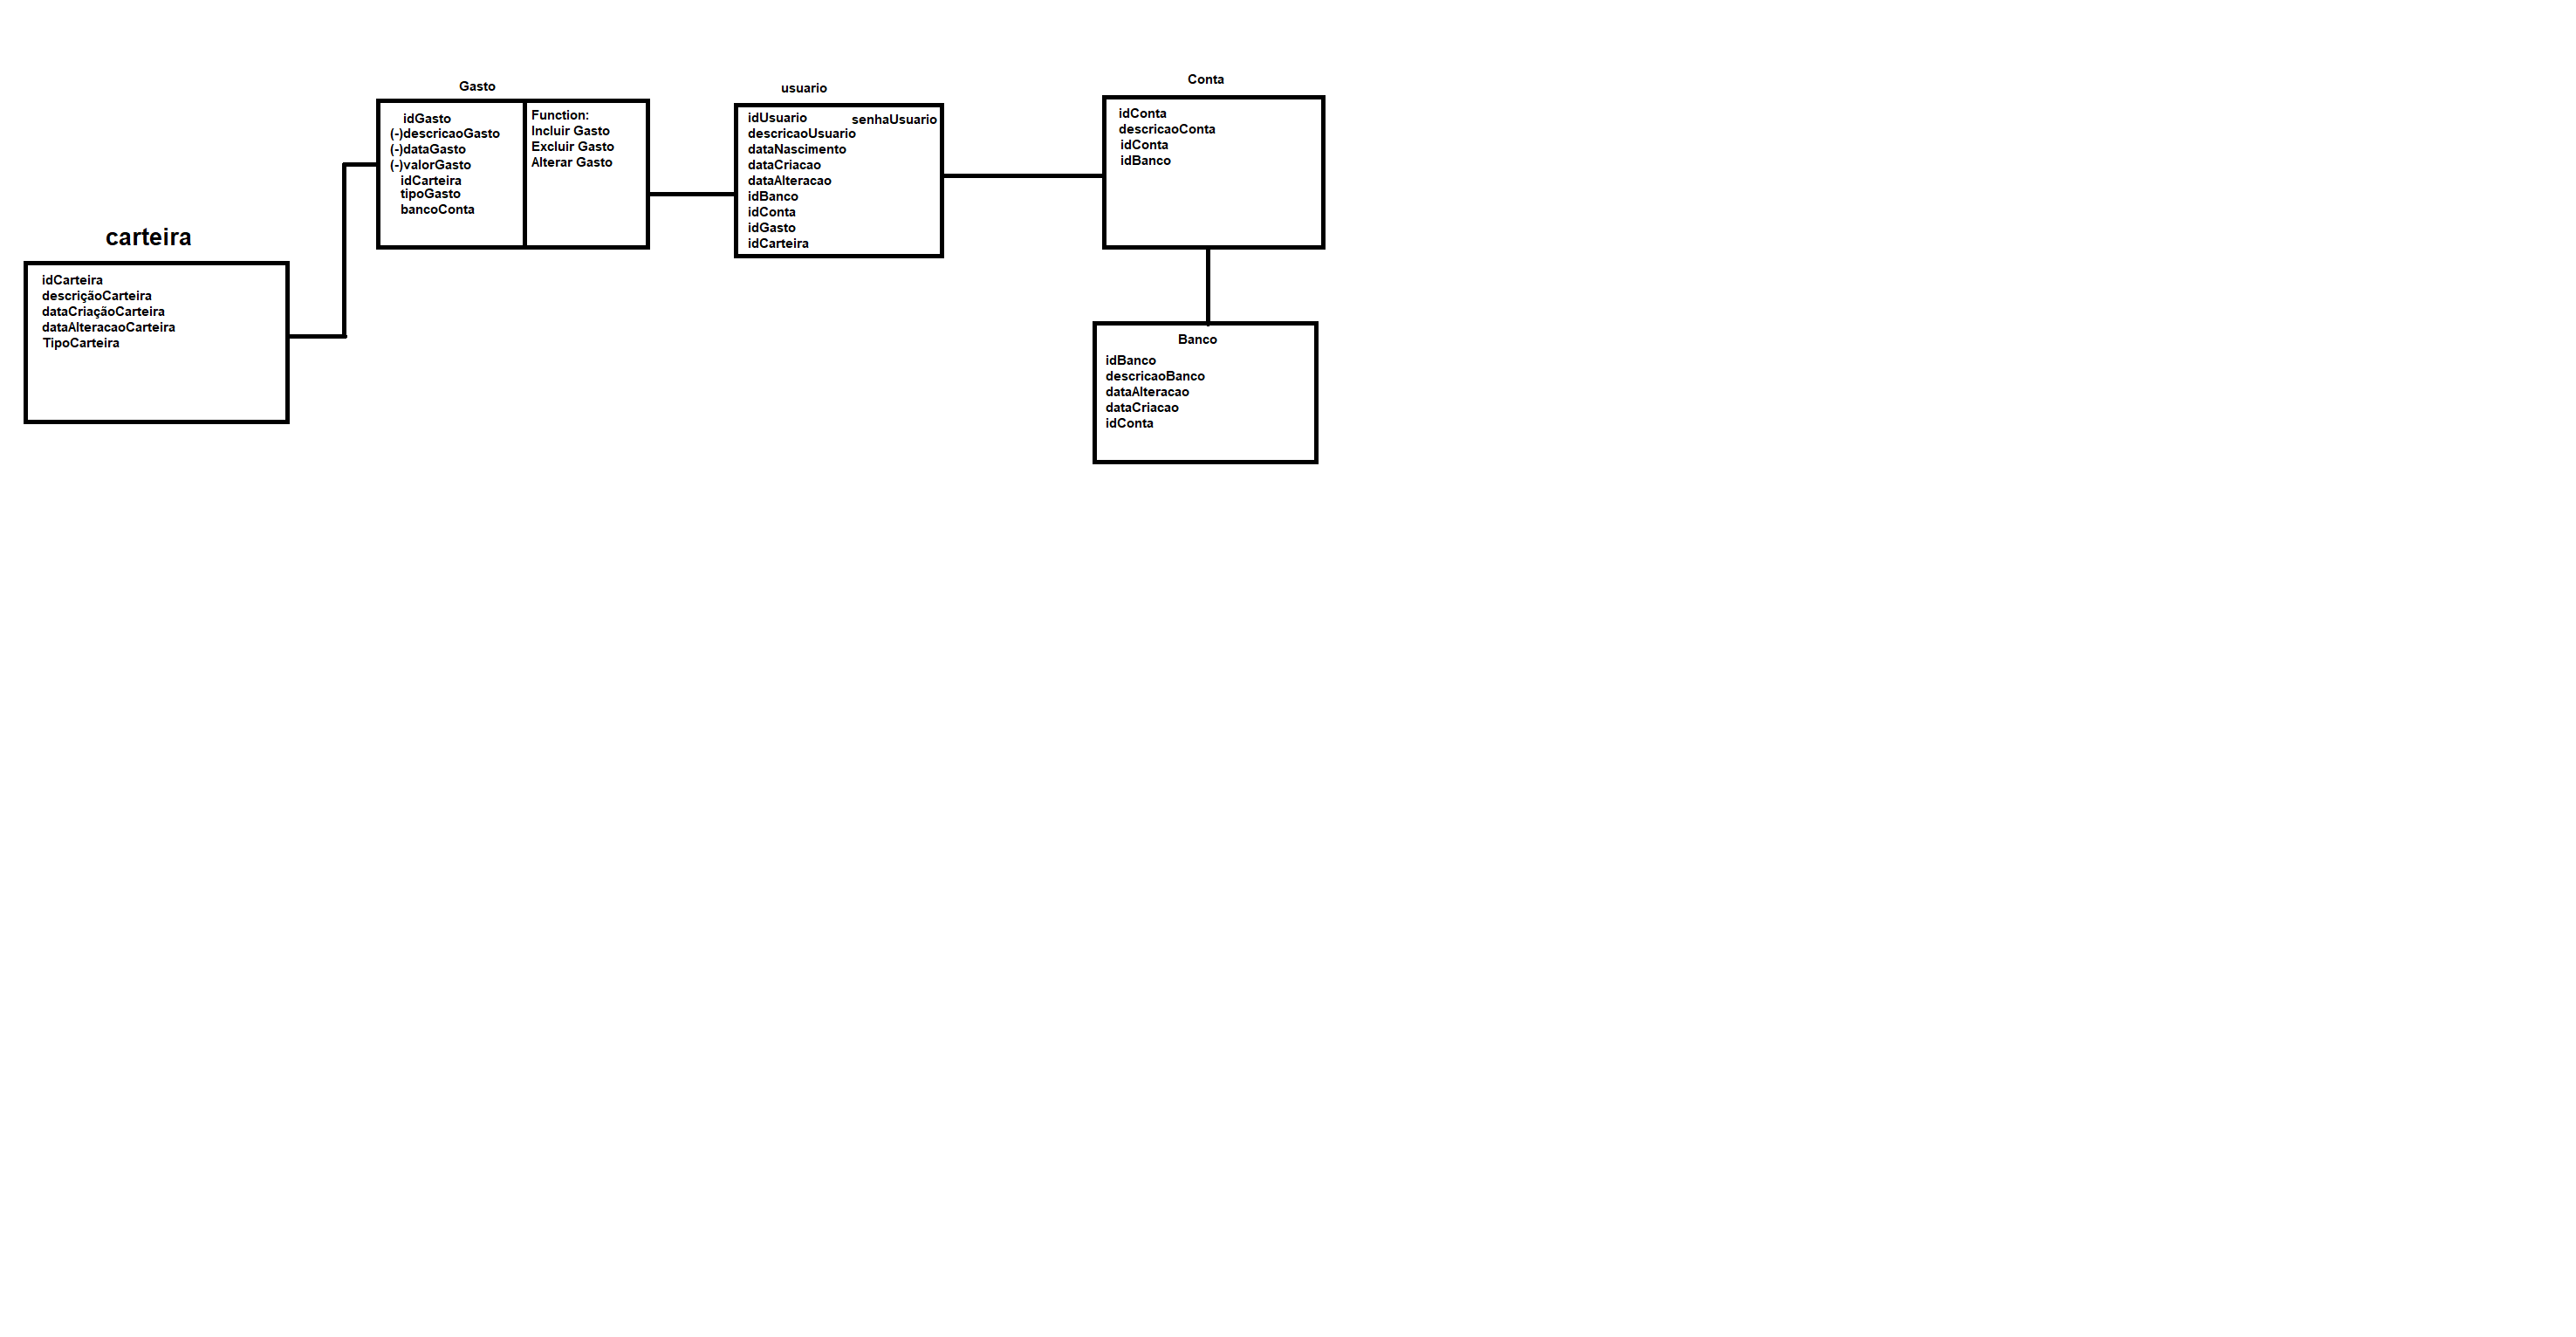 carteira
idCarteira
descriçãoCarteira
dataCriaçãoCarteira
dataAlteracaoCarteira
TipoCarteira
Gasto
idGasto
(-)descricaoGasto
(-)dataGasto
(-)valorGasto
idCarteira
tipoGasto
bancoConta
Function:
Incluir Gasto
Excluir Gasto
Alterar Gasto
usuario
idUsuario senhaUsuario
descricaoUsuario
dataNascimento
dataCriacao
dataAlteracao
idBanco
idConta
idGasto
idCarteira
Conta
idConta
descricaoConta
idConta
idBanco
Banco
idBanco
descricaoBanco
dataAlteracao
dataCriacao
idConta